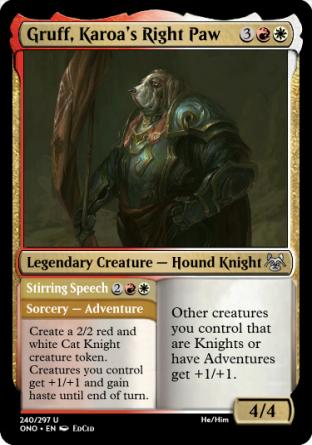 Gruff, Karoa's Right Paw 3
Legendary Creature — Hound Knight
Stirring Speech 2
Sorcery — Adventure
Create a 2/2 red and
white Cat Knight
creature token.
Creatures you control
get +1/+1 and gain
haste until end of turn.
Other creatures
you control that
are Knights or
have Adventures
get +1/+1.
4/4
240/297 U
ONO • EN EDCID
He/Him